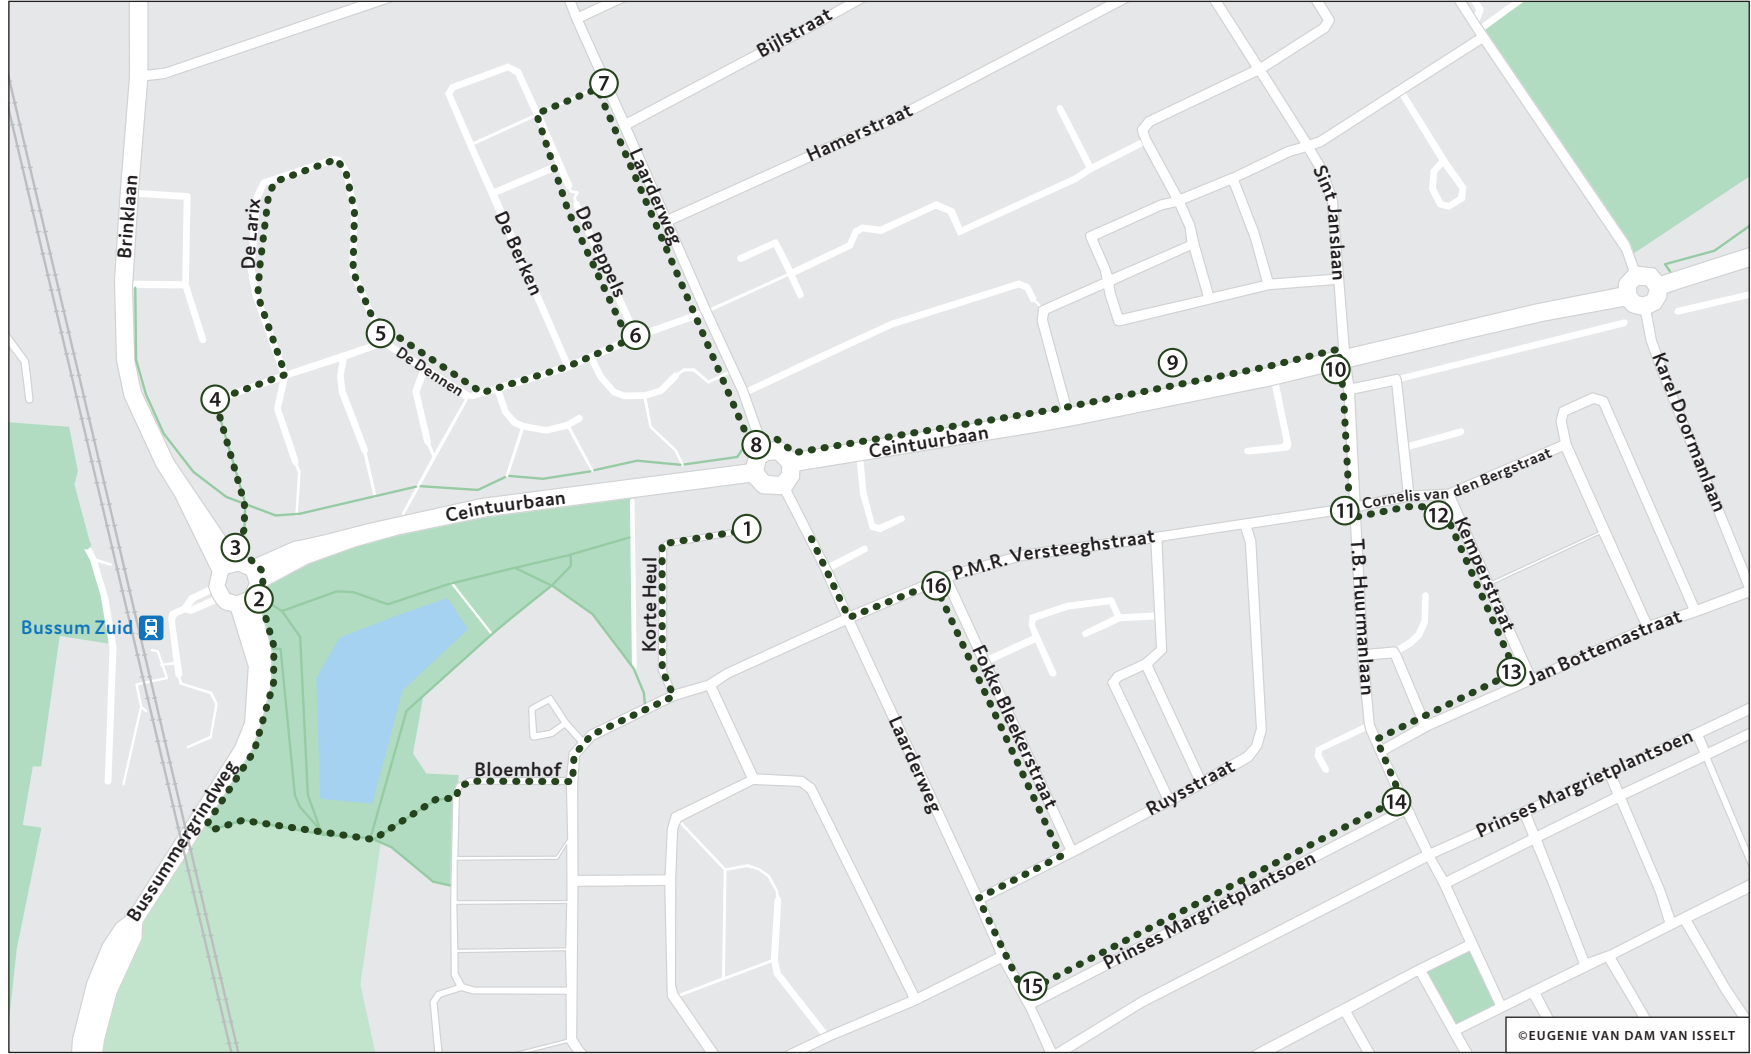 Bijlstraat
7
Hamerstraat
Laarderweg
Brinklaan
De Larix
De Berken
De Peppels
Sint Janslaan
5
De Dennen
6
9
10
Karel Doormanlaan
4
8
Ceintuurbaan
Ceintuurbaan
Cornelis van den Bergstraat
11
12
3
1
Korte Heul
P.M.R. Versteeghstraat
Kemperstraat
2
16
T.B. Huurmanlaan
Bussum Zuid
Fokke Bleekerstraat
13
Jan Bottemastraat
Laarderweg
Bloemhof
Ruysstraat
14
Prinses Margrietplantsoen
Bussummergrindweg
Prinses Margrietplantsoen
15
©EUGENIE VAN DAM VAN ISSELT